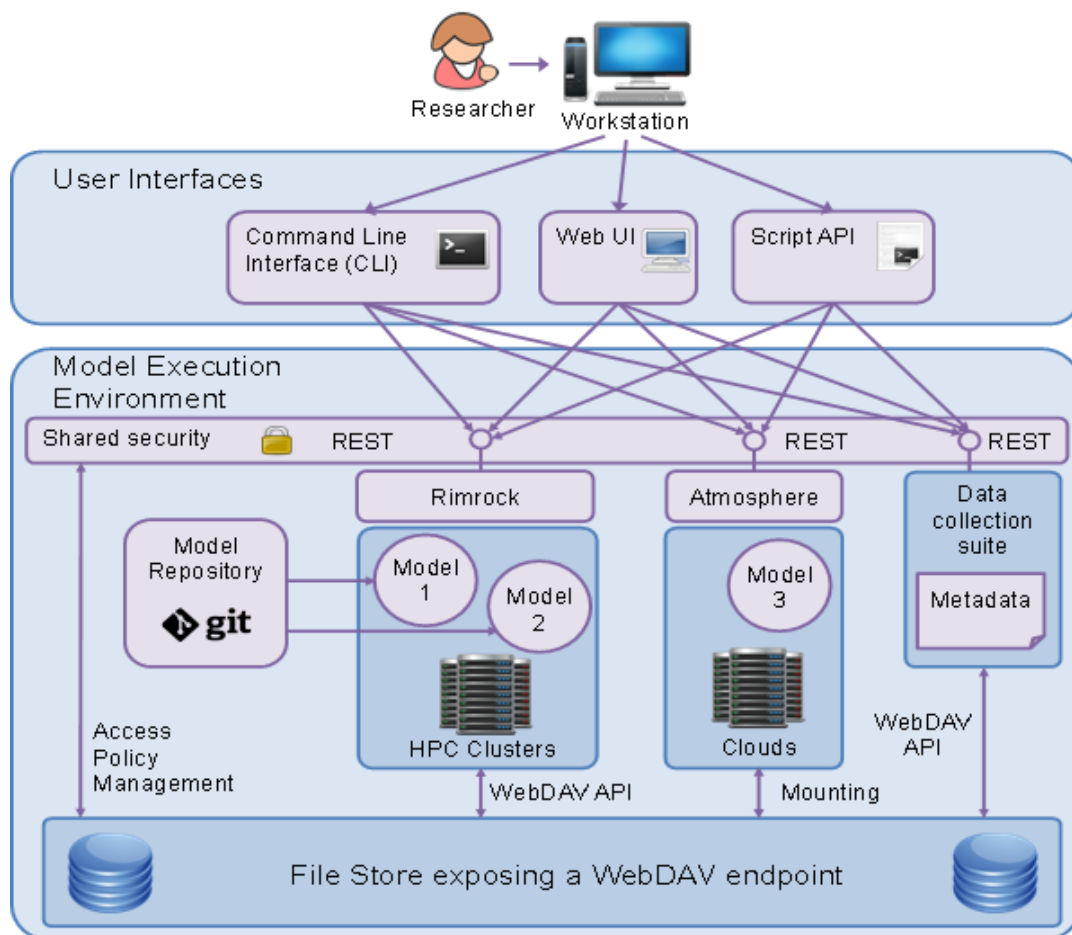 Researcher
Workstation
User Interfaces
Command Line
Interface (CLI)
>_
Web UI
Script API
>_
Model Execution
Environment
Shared security
REST
REST
REST
Rimrock
Atmosphere
Data
collection
suite
Metadata
Model
Repository
git
Model
1
Model
2
Model
3
HPC Clusters
Clouds
Access
Policy
Management
WebDAV API
Mounting
WebDAV
API
File Store exposing a WebDAV endpoint